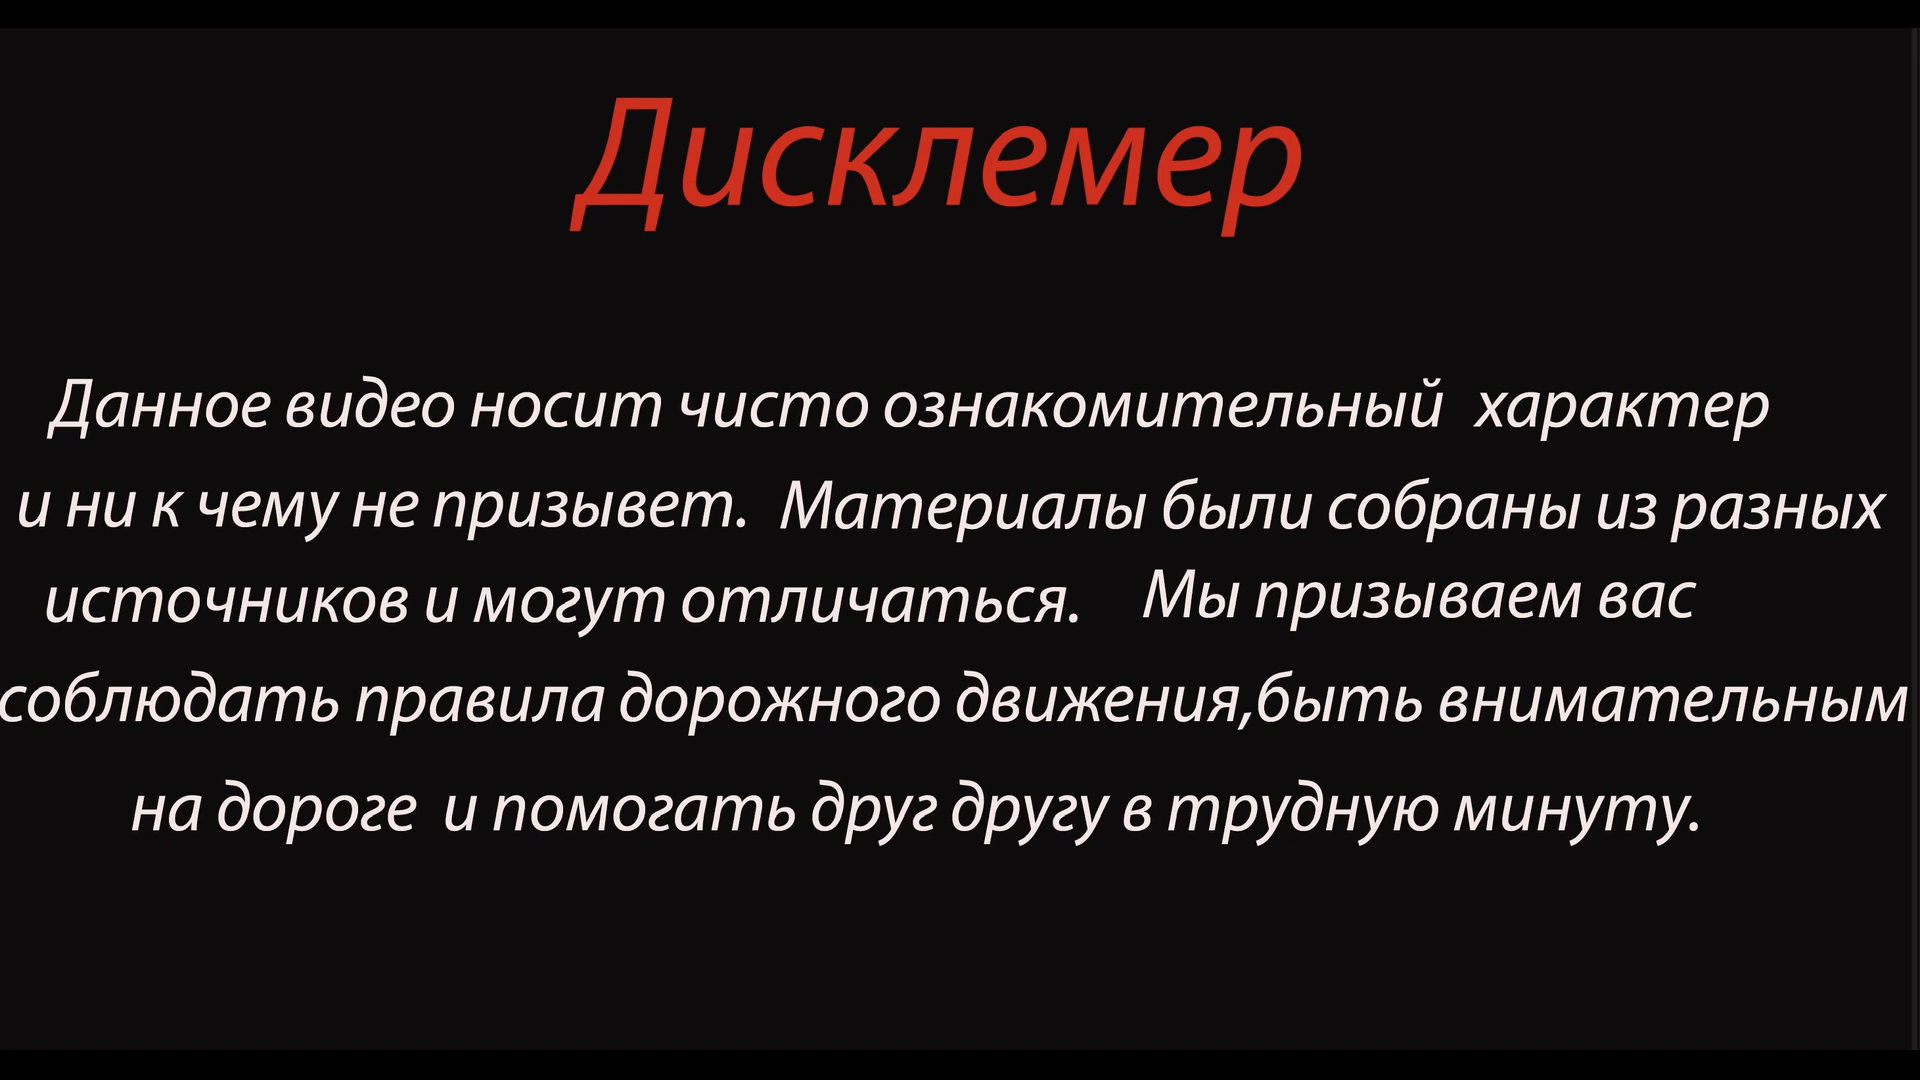 Дисклемер
Данное видео носит чисто ознакомительный характер
и ни к чему не призывет. Материалы были собраны из разных
источников и могут отличаться. Мы призываем вас
соблюдать правила дорожного движения,быть внимательным
на дороге и помогать друг другу в трудную минуту.